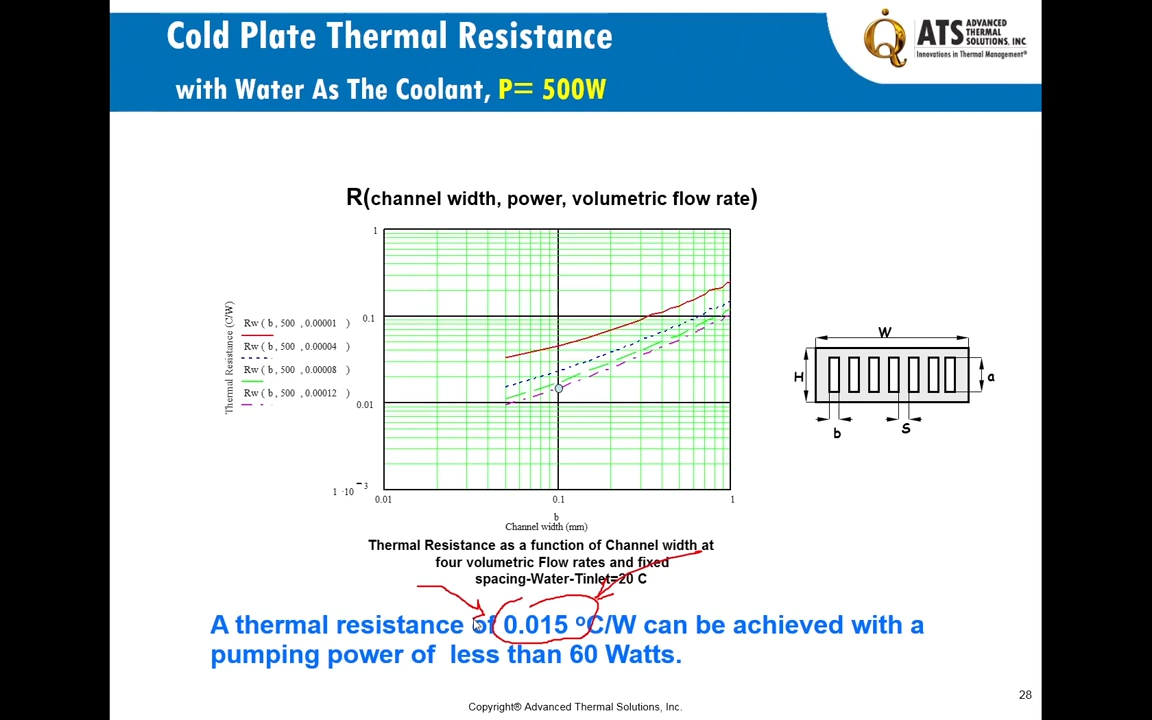 Cold Plate Thermal Resistance
with Water As The Coolant, P= 500W
ATS ADVANCED THERMAL SOLUTIONS, INC.
Innovations in Thermal Management®
R(channel width, power, volumetric flow rate)
1
0.1
0.01
1 ·10 −3
Thermal Resistance (C/W)
Rw ( b , 500 , 0.00001 )
Rw ( b , 500 , 0.00004 )
Rw ( b , 500 , 0.00008 )
Rw ( b , 500 , 0.00012 )
0.01
0.1
1
b
Channel width (mm)
W
H
a
b
S
Thermal Resistance as a function of Channel width at
four volumetric Flow rates and fixed
spacing-Water-Tinlet=20 C
A thermal resistance of 0.015 ºC/W can be achieved with a
pumping power of less than 60 Watts.
28
Copyright® Advanced Thermal Solutions, Inc.